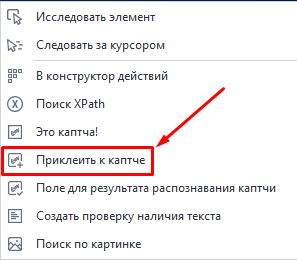 Исследовать элемент
Следовать за курсором
В конструктор действий
Поиск XPath
Это каптча!
Приклеить к каптче
Поле для результата распознавания каптчи
Создать проверку наличия текста
Поиск по картинке